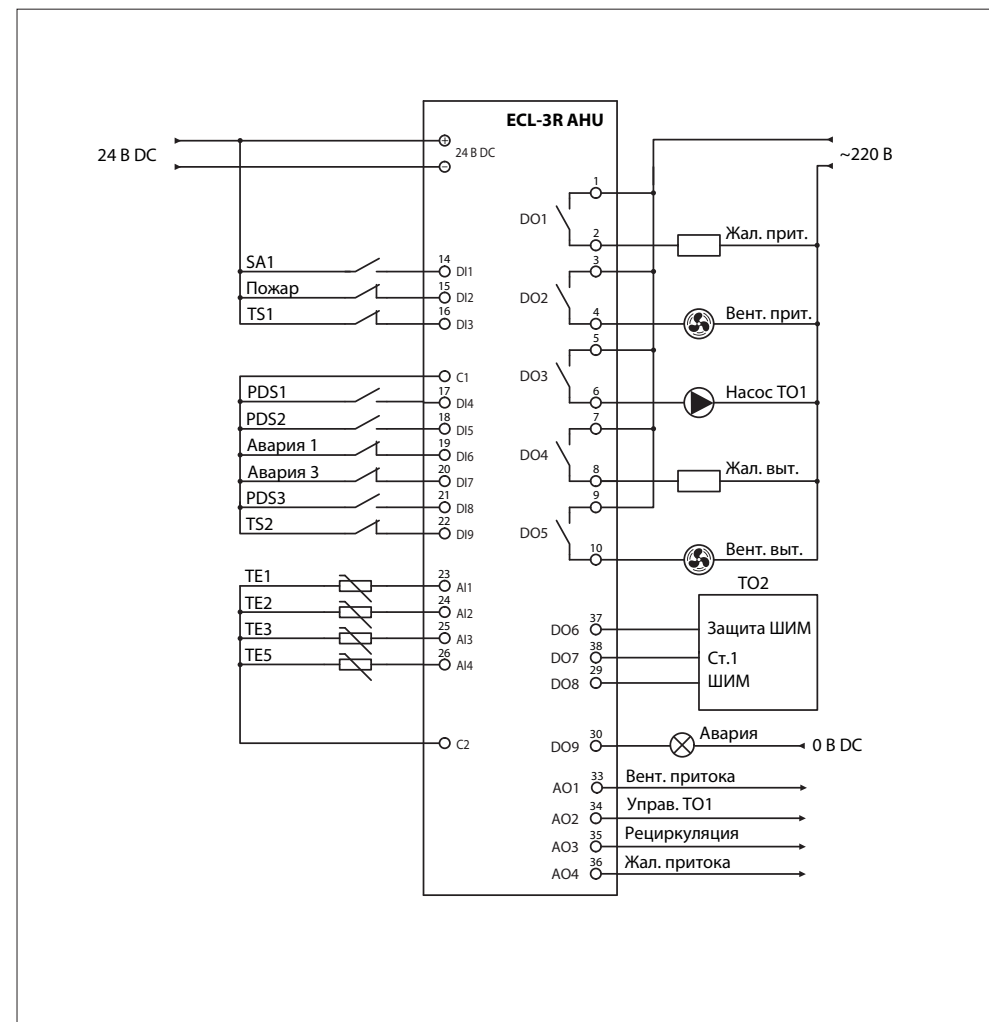 ECL-3R AHU
24 В DC
24 В DC
~220 В
1
DO1
2
Жал. прит.
3
DO2
4
Вент. прит.
5
DO3
6
Насос ТО1
7
DO4
8
Жал. выт.
9
DO5
10
Вент. выт.
SA1
14
DI1
Пожар
15
DI2
TS1
16
DI3
C1
PDS1
17
DI4
PDS2
18
DI5
Авария 1
19
DI6
Авария 3
20
DI7
PDS3
21
DI8
TS2
22
DI9
TE1
23
AI1
TE2
24
AI2
TE3
25
AI3
TE5
26
AI4
C2
ТО2
DO6
37
Защита ШИМ
DO7
38
Ст.1
DO8
29
ШИМ
DO9
30
Авария
0 В DC
AO1
33
Вент. притока
AO2
34
Управ. ТО1
AO3
35
Рециркуляция
AO4
36
Жал. притока